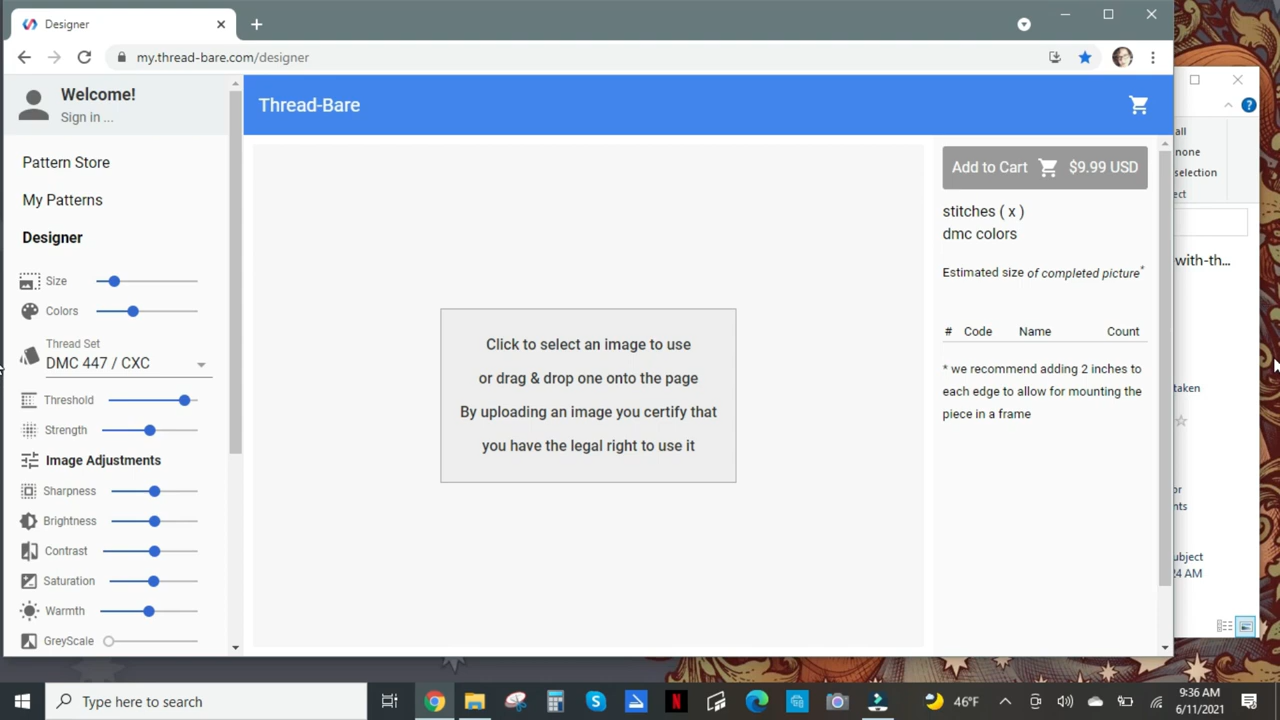 Designer
my.thread-bare.com/designer
Welcome!
Sign in ...
Thread-Bare
Pattern Store
My Patterns
Designer
Size
Colors
Thread Set
DMC 447 / CXC
Threshold
Strength
Image Adjustments
Sharpness
Brightness
Contrast
Saturation
Warmth
GreyScale
Click to select an image to use
or drag & drop one onto the page
By uploading an image you certify that
you have the legal right to use it
Add to Cart $9.99 USD
stitches ( x )
dmc colors
Estimated size of completed picture*
# Code Name Count
* we recommend adding 2 inches to
each edge to allow for mounting the
piece in a frame
all
none
selection
ect
with-th...
taken
or
nts
ubject
24 AM
Type here to search
46°F
9:36 AM
6/11/2021